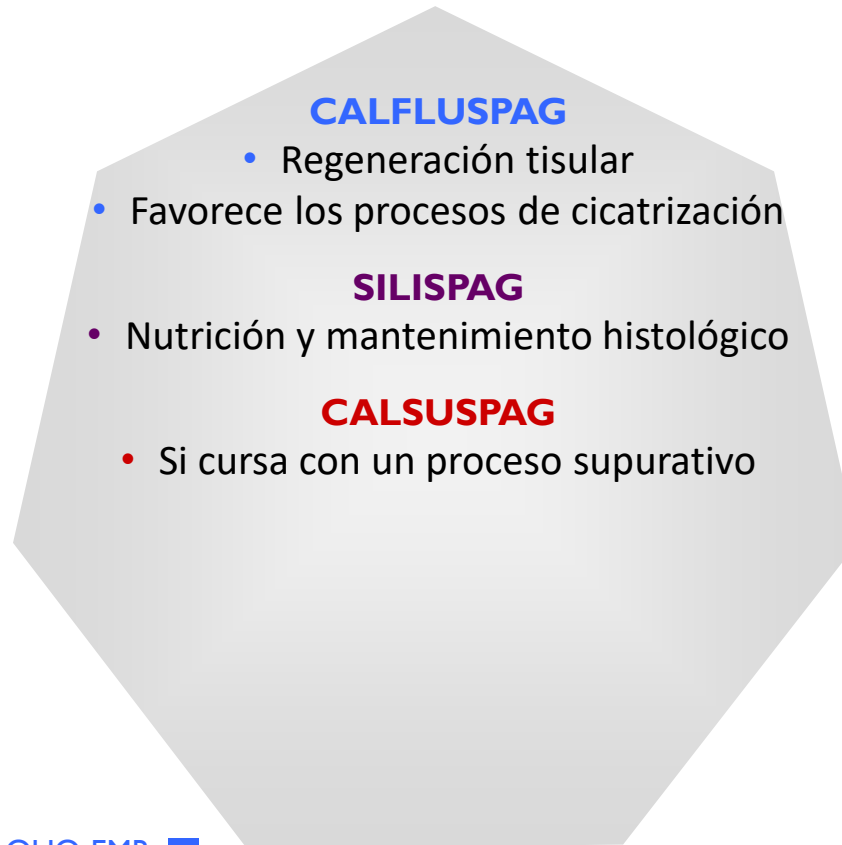 CALFLUSPAG
• Regeneración tisular
• Favorece los procesos de cicatrización
SILISPAG
• Nutrición y mantenimiento histológico
CALSUSPAG
• Si cursa con un proceso supurativo